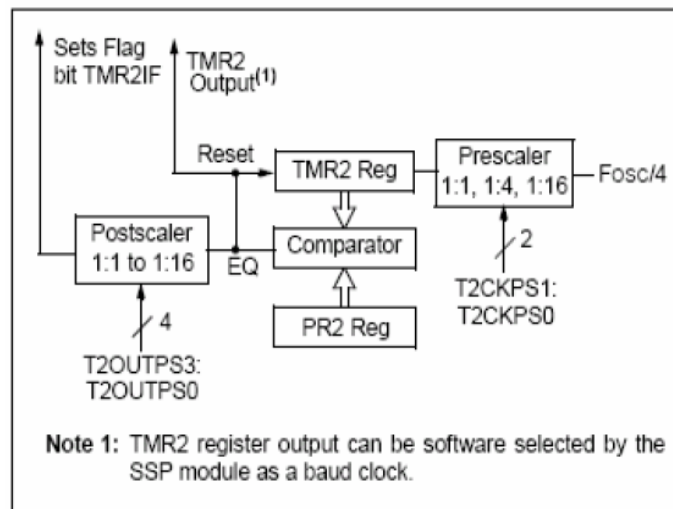 Sets Flag
bit TMR2IF
TMR2
Output(1)
Reset
TMR2 Reg
Prescaler
1:1, 1:4, 1:16
Fosc/4
Postscaler
1:1 to 1:16
EQ
Comparator
2
T2CKPS1:
T2CKPS0
4
PR2 Reg
T2OUTPS3:
T2OUTPS0
Note 1: TMR2 register output can be software selected by the
SSP module as a baud clock.